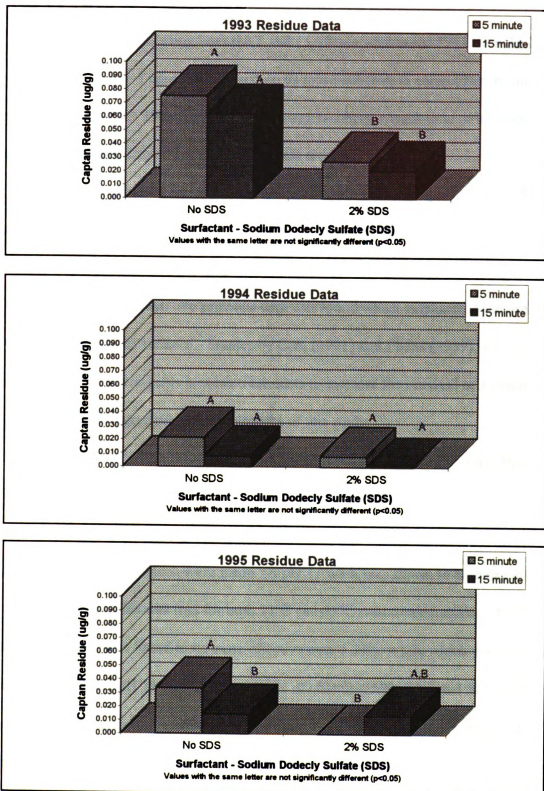 1993 Residue Data
5 minute
15 minute
Captan Residue (ug/g)
0.100
0.090
0.080
0.070
0.060
0.050
0.040
0.030
0.020
0.010
0.000
A
A
B
B
No SDS
2% SDS
Surfactant - Sodium Dodecly Sulfate (SDS)
Values with the same letter are not significantly different (p<0.05)
1994 Residue Data
5 minute
15 minute
Captan Residue (ug/g)
0.100
0.090
0.080
0.070
0.060
0.050
0.040
0.030
0.020
0.010
0.000
A
A
A
A
No SDS
2% SDS
Surfactant - Sodium Dodecly Sulfate (SDS)
Values with the same letter are not significantly different (p<0.05)
1995 Residue Data
5 minute
15 minute
Captan Residue (ug/g)
0.100
0.090
0.080
0.070
0.060
0.050
0.040
0.030
0.020
0.010
0.000
A
B
B
A,B
No SDS
2% SDS
Surfactant - Sodium Dodecly Sulfate (SDS)
Values with the same letter are not significantly different (p<0.05)